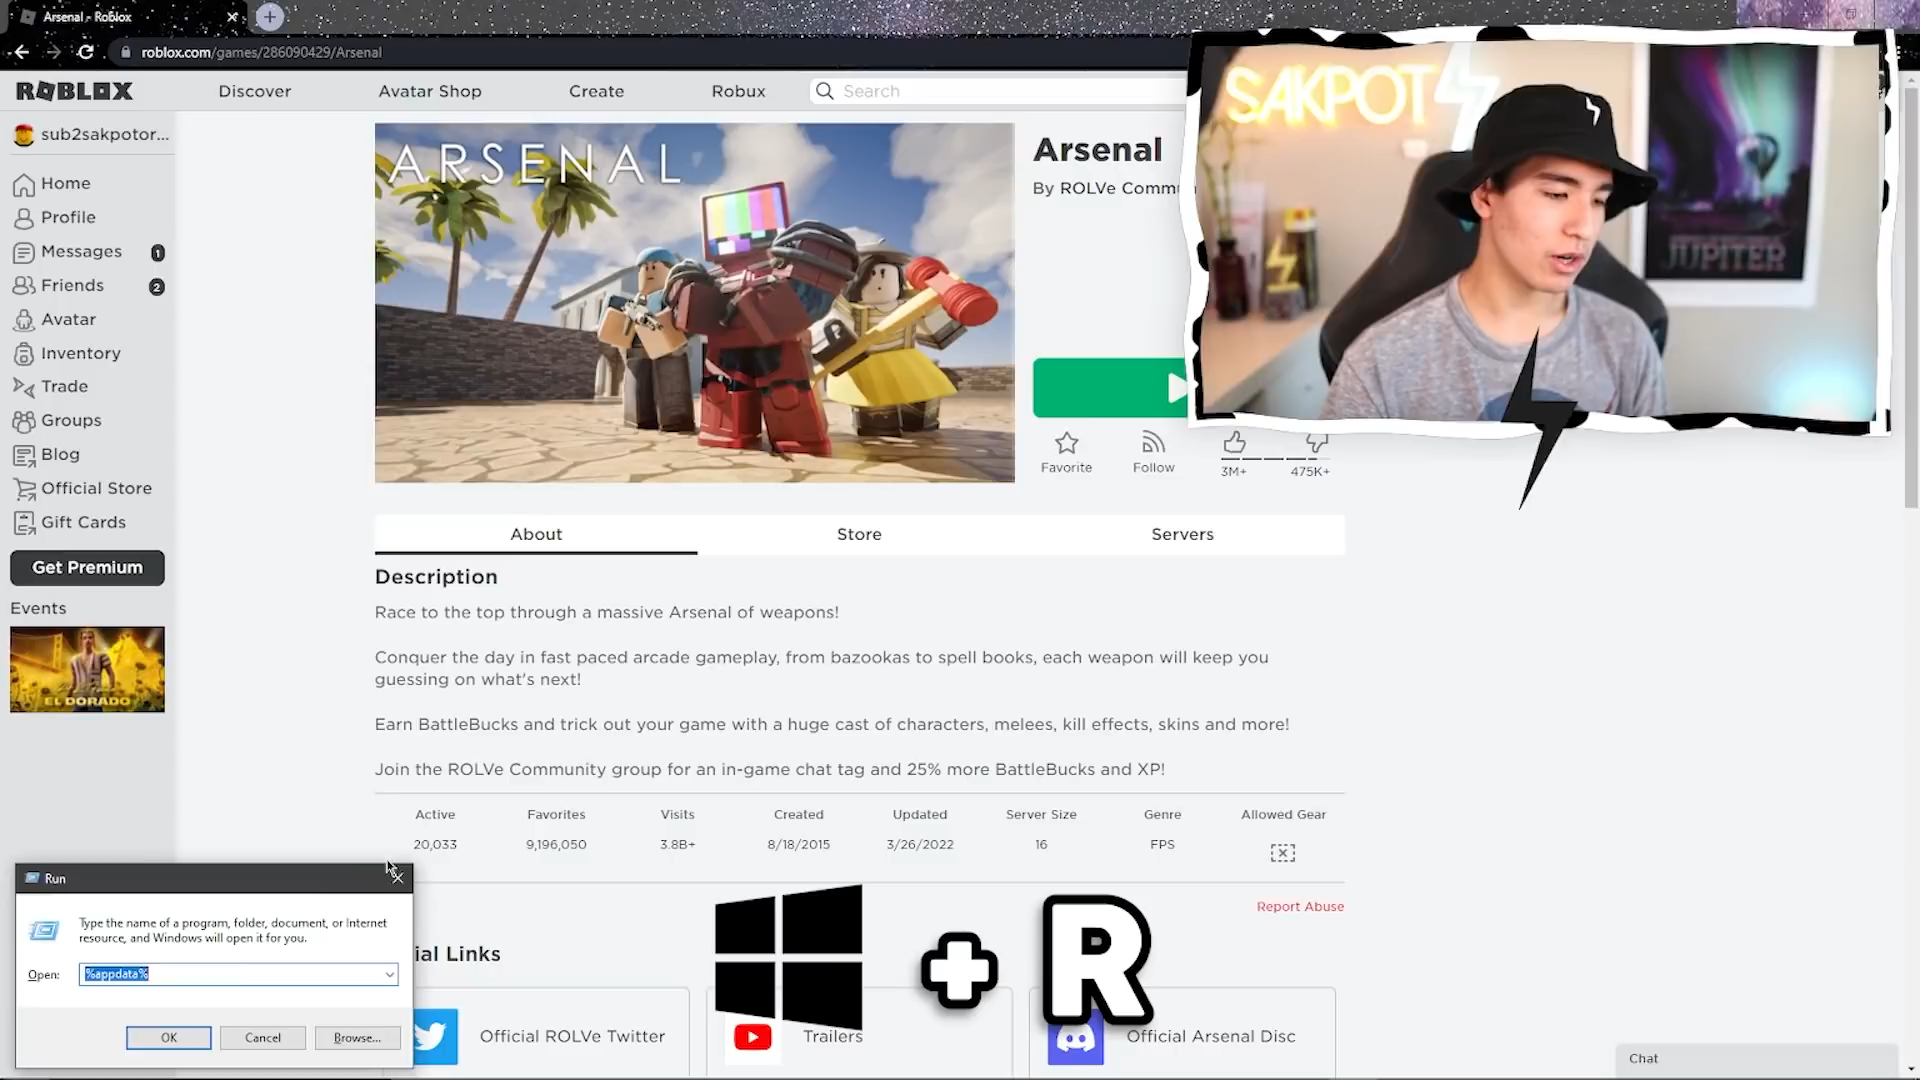 Arsenal - Roblox
roblox.com/games/286090429/Arsenal
ROBLOX
Discover
Avatar Shop
Create
Robux
Search
sub2sakpotor...
Home
Profile
Messages
1
Friends
2
Avatar
Inventory
Trade
Groups
Blog
Official Store
Gift Cards
Get Premium
Events
EL DORADO
ARSENAL
Arsenal
By ROLVe Commu
SAKPOT
JUPITER
Favorite
Follow
3M+
475K+
About
Store
Servers
Description
Race to the top through a massive Arsenal of weapons!
Conquer the day in fast paced arcade gameplay, from bazookas to spell books, each weapon will keep you
guessing on what's next!
Earn BattleBucks and trick out your game with a huge cast of characters, melees, kill effects, skins and more!
Join the ROLVe Community group for an in-game chat tag and 25% more BattleBucks and XP!
Active
Favorites
Visits
Created
Updated
Server Size
Genre
Allowed Gear
20,033
9,196,050
3.8B+
8/18/2015
3/26/2022
16
FPS
Report Abuse
ial Links
Official ROLVe Twitter
Trailers
Official Arsenal Disc
R
Run
Type the name of a program, folder, document, or Internet
resource, and Windows will open it for you.
Open:
%appdata%
OK
Cancel
Browse...
Chat